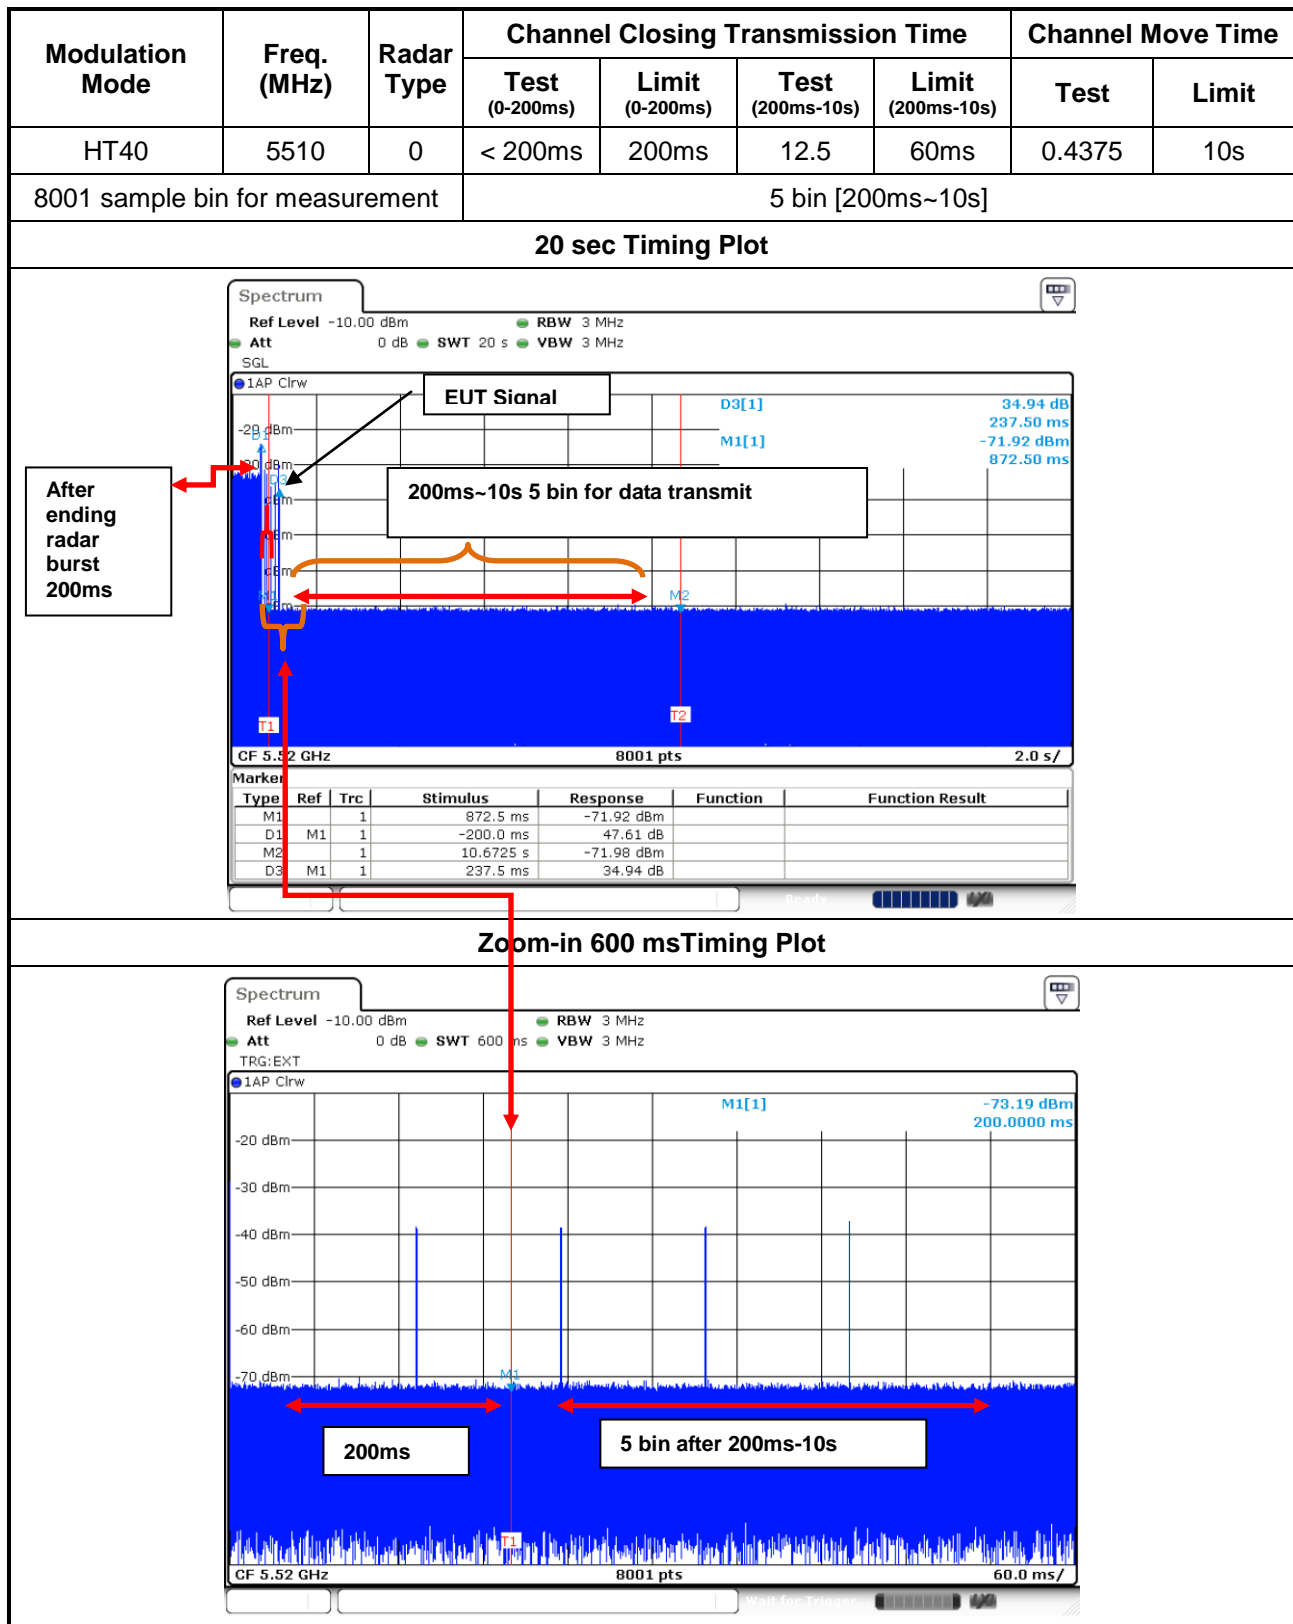 Modulation Mode
Freq. (MHz)
Radar Type
Channel Closing Transmission Time
Channel Move Time
Test (0-200ms)
Limit (0-200ms)
Test (200ms-10s)
Limit (200ms-10s)
Test
Limit
HT40 5510 0 < 200ms 200ms 12.5 60ms 0.4375 10s
8001 sample bin for measurement 5 bin [200ms~10s]
20 sec Timing Plot
Spectrum
Ref Level -10.00 dBm RBW 3 MHz
Att 0 dB SWT 20 s VBW 3 MHz
SGL
1AP Clrw
EUT Signal
D3[1] 34.94 dB
237.50 ms
M1[1] -71.92 dBm
872.50 ms
-20 dBm
D1
D3
After
ending
radar
burst
200ms
200ms~10s 5 bin for data transmit
M1
M2
T1
T2
CF 5.52 GHz 8001 pts 2.0 s/
Marker
Type Ref Trc Stimulus Response Function Function Result
M1 1 872.5 ms -71.92 dBm
D1 M1 1 -200.0 ms 47.61 dB
M2 1 10.6725 s -71.98 dBm
D3 M1 1 237.5 ms 34.94 dB
Ready
Zoom-in 600 msTiming Plot
Spectrum
Ref Level -10.00 dBm RBW 3 MHz
Att 0 dB SWT 600 ms VBW 3 MHz
TRG:EXT
1AP Clrw
M1[1] -73.19 dBm
200.0000 ms
-20 dBm
-30 dBm
-40 dBm
-50 dBm
-60 dBm
-70 dBm
M1
200ms
5 bin after 200ms-10s
T1
CF 5.52 GHz 8001 pts 60.0 ms/
Wait for Trigger...